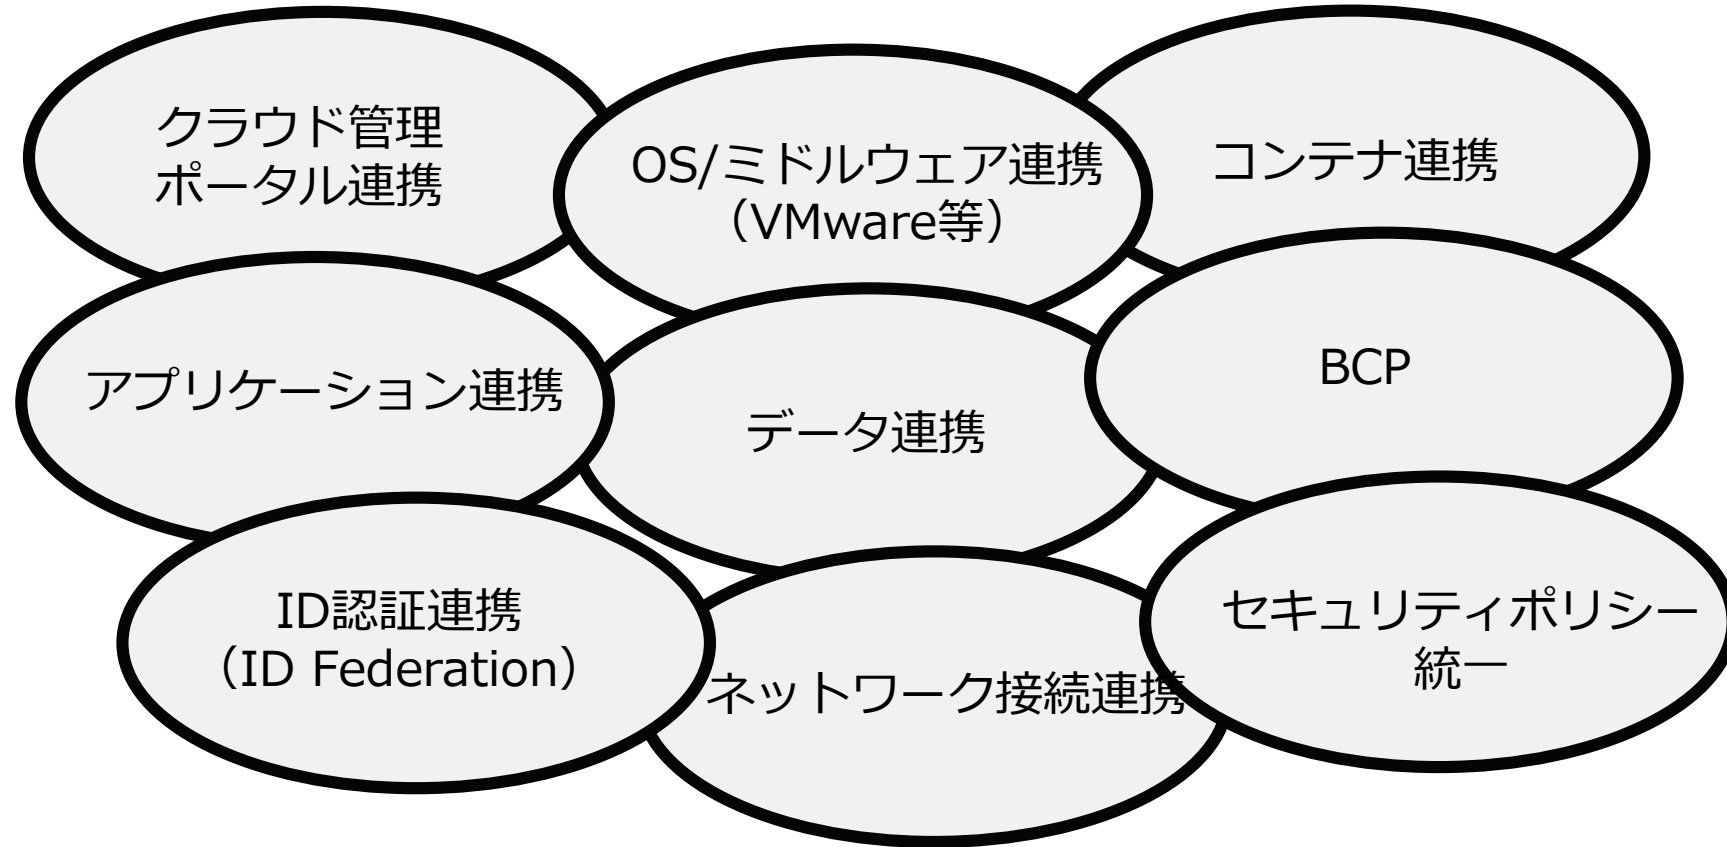 クラウド管理
ポータル連携
OS/ミドルウェア連携
（VMware等）
コンテナ連携
アプリケーション連携
データ連携
BCP
ID認証連携
（ID Federation）
ネットワーク接続連携
セキュリティポリシー
統一